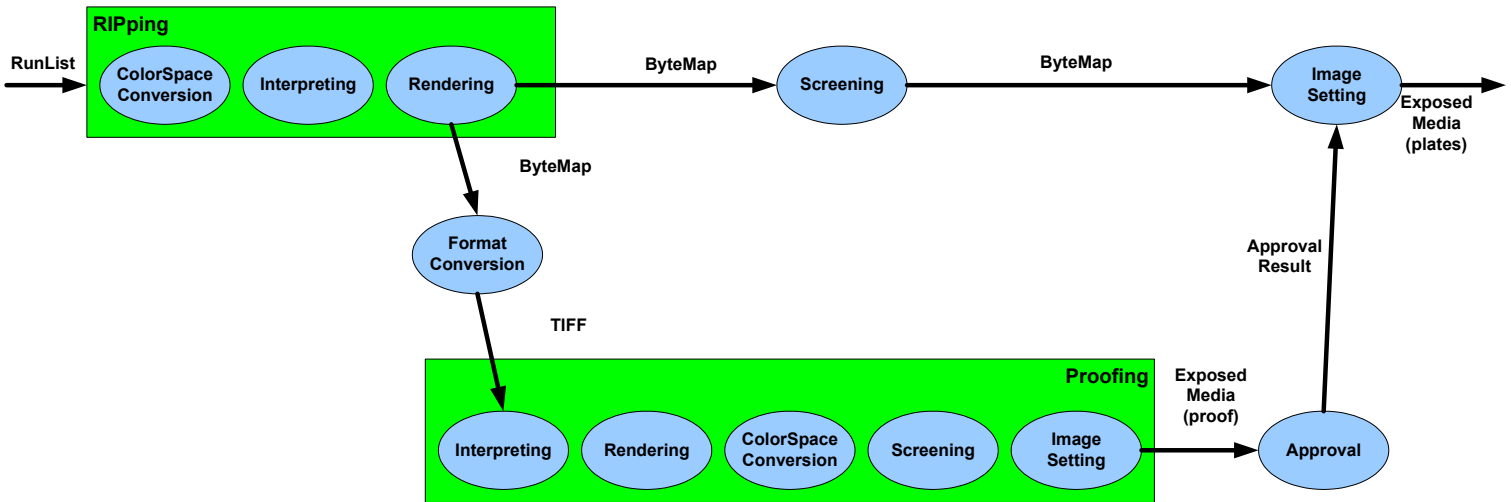 RIPping
RunList
ColorSpace
Conversion
Interpreting
Rendering
ByteMap
Screening
ByteMap
Image
Setting
Exposed
Media
(plates)
ByteMap
Format
Conversion
Approval
Result
TIFF
Proofing
Interpreting
Rendering
ColorSpace
Conversion
Screening
Image
Setting
Exposed
Media
(proof)
Approval